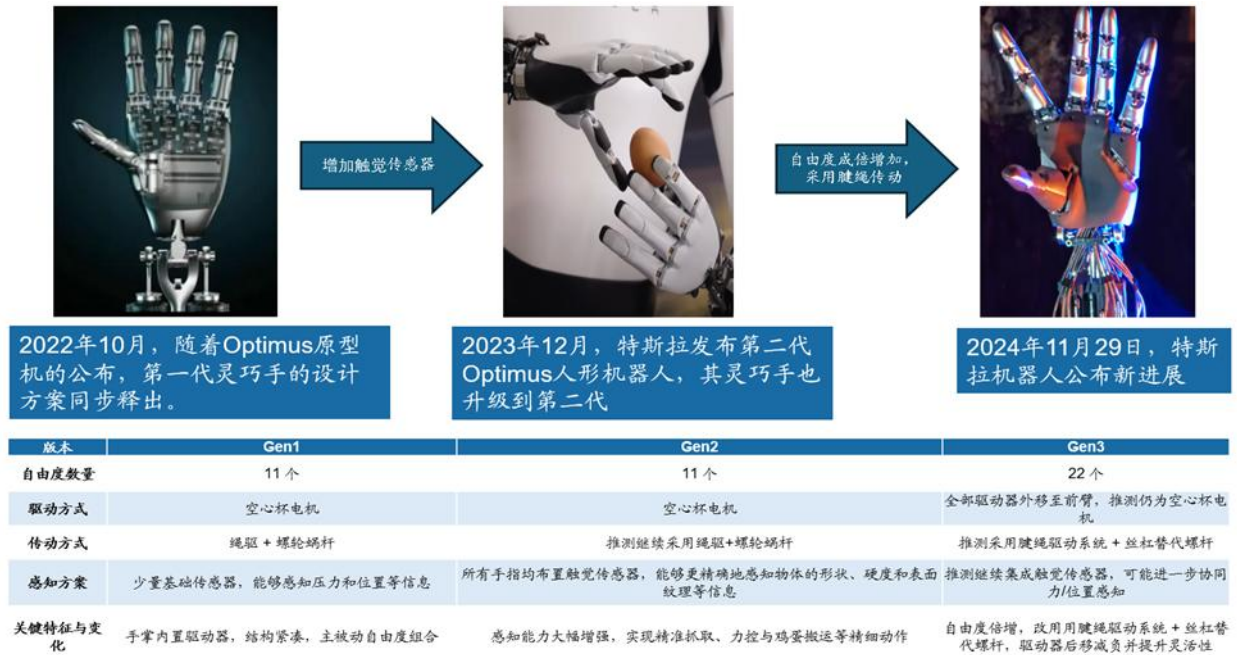 增加触觉传感器
自由度成倍增加，
采用腱绳传动
2022年10月，随着Optimus原型
机的公布，第一代灵巧手的设计
方案同步释出。
2023年12月，特斯拉发布第二代
Optimus人形机器人，其灵巧手也
升级到第二代
2024年11月29日，特斯
拉机器人公布新进展
版本 Gen1 Gen2 Gen3
自由度数量 11 个 11 个 22 个
驱动方式 空心杯电机 空心杯电机 全部驱动器外移至前臂，推测仍为空心杯电
机
传动方式 绳驱 + 蜗轮蜗杆 推测继续采用绳驱+蜗轮蜗杆 推测采用腱绳驱动系统 + 丝杠替代螺杆
感知方案 少量基础传感器，能够感知压力和位置等信息 所有手指均布置触觉传感器，能够更精确地感知物体的形状、硬度和表面
纹理等信息 推测继续集成触觉传感器，可能进一步协同
力/位置感知
关键特征与变
化 手掌内置驱动器，结构紧凑，主被动自由度组合 感知能力大幅增强，实现精准抓取、力控与鸡蛋搬运等精细动作 自由度倍增，改用用腱绳驱动系统 + 丝杠替
代螺杆，驱动器后移减负并提升灵活性